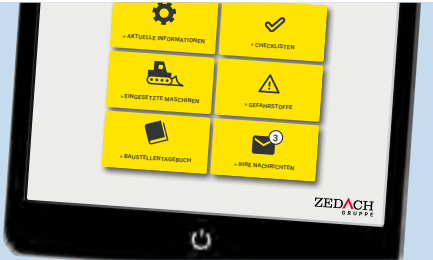 » AKTUELLE INFORMATIONEN
» CHECKLISTEN
» EINGESETZTE MASCHINEN
» GEFAHRSTOFFE
» BAUSTELLENTAGEBUCH
3
» IHRE NACHRICHTEN
ZEDACH
GRUPPE